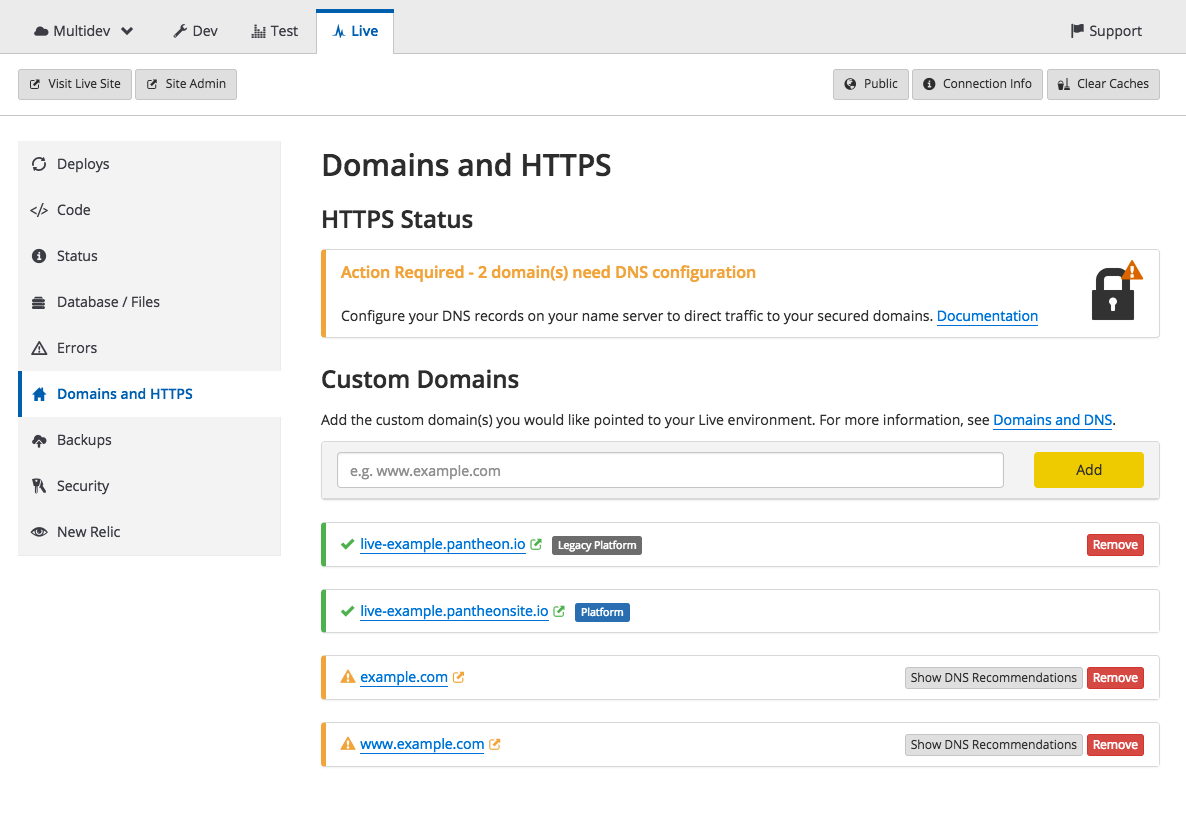 Multidev Dev Test Live Support
Visit Live Site Site Admin Public Connection Info Clear Caches
Deploys
Code
Status
Database / Files
Errors
Domains and HTTPS
Backups
Security
New Relic
Domains and HTTPS
HTTPS Status
Action Required - 2 domain(s) need DNS configuration
Configure your DNS records on your name server to direct traffic to your secured domains. Documentation
Custom Domains
Add the custom domain(s) you would like pointed to your Live environment. For more information, see Domains and DNS.
e.g. www.example.com Add
live-example.pantheon.io Legacy Platform Remove
live-example.pantheonsite.io Platform
example.com Show DNS Recommendations Remove
www.example.com Show DNS Recommendations Remove